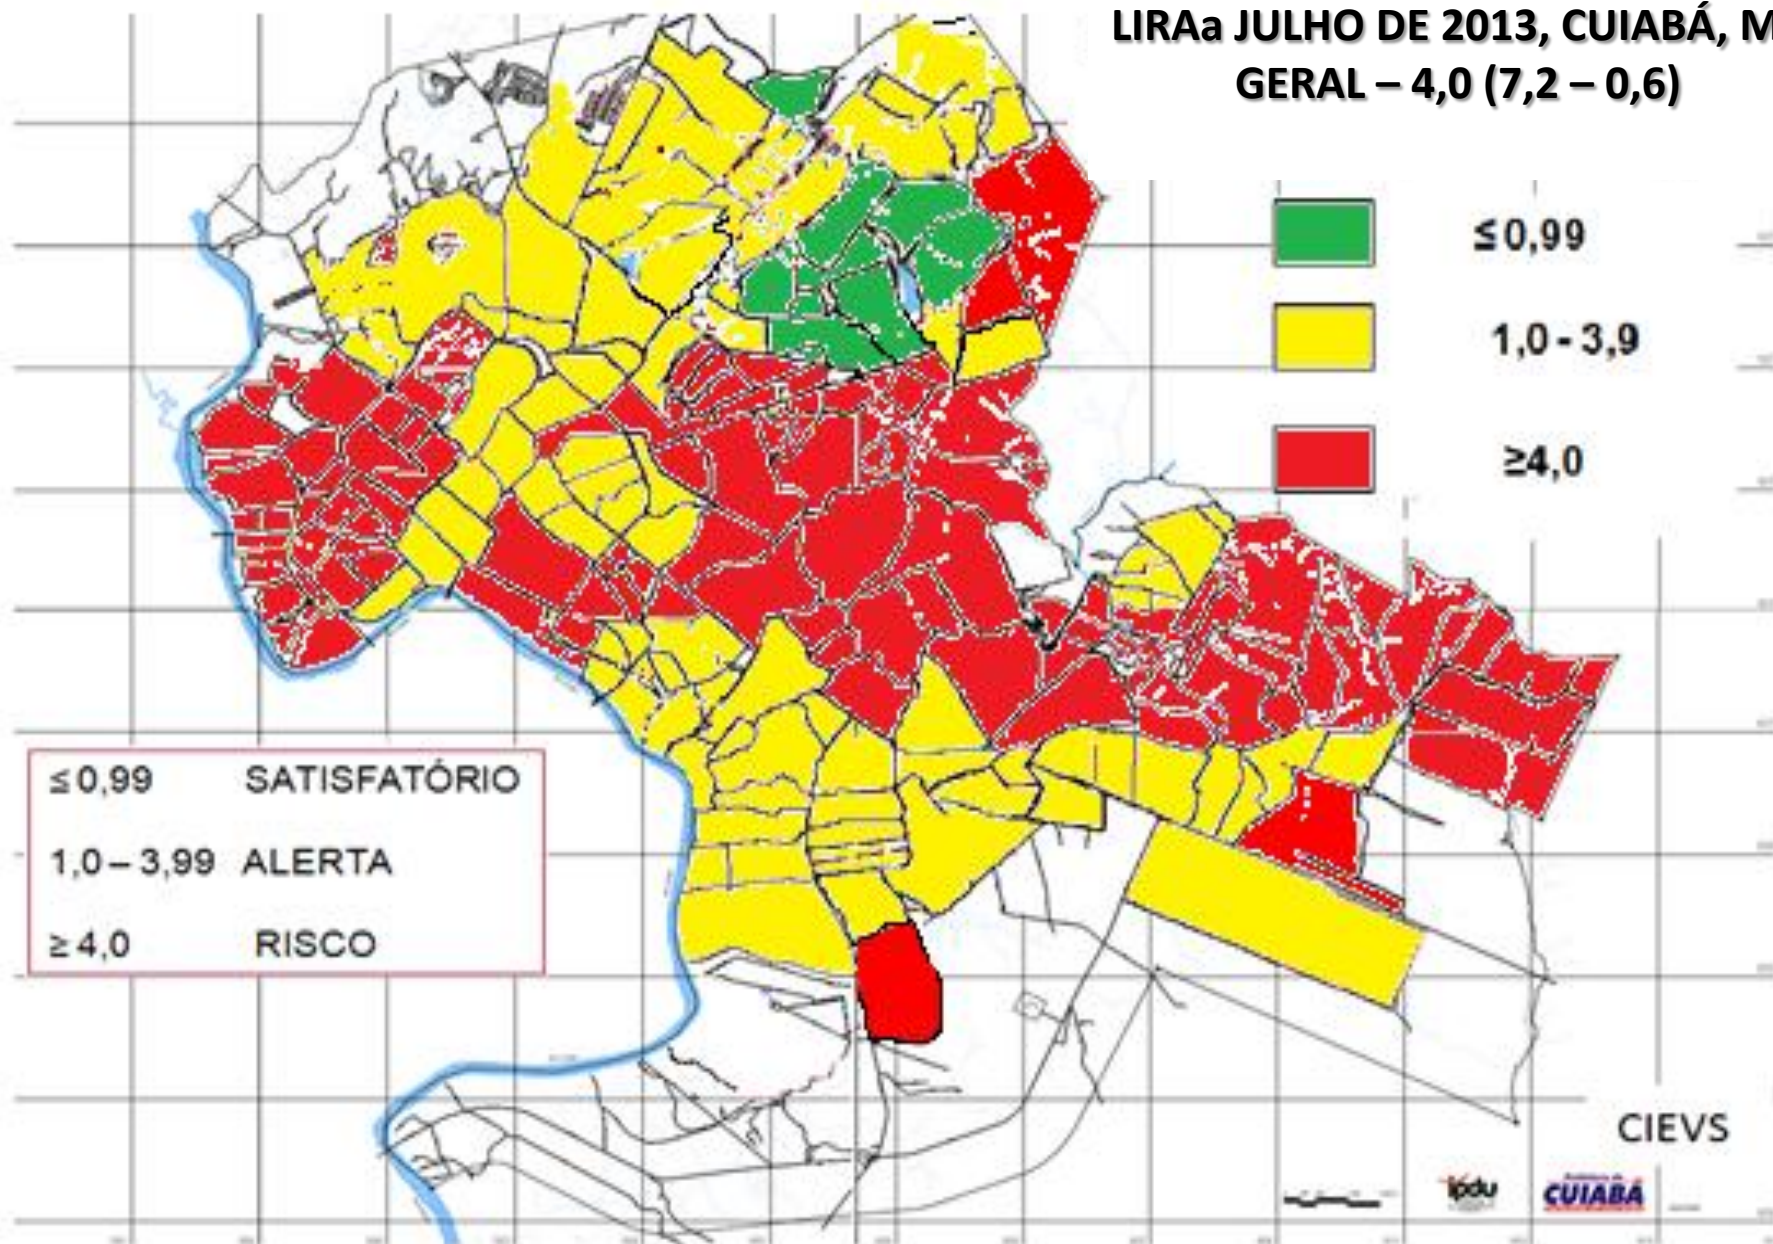 LIRAa JULHO DE 2013, CUIABÁ, M
GERAL – 4,0 (7,2 – 0,6)
≤ 0,99
1,0 - 3,9
≥4,0
≤ 0,99 SATISFATÓRIO
1,0 – 3,99 ALERTA
≥ 4,0 RISCO
CIEVS
ipdu
CUIABÁ